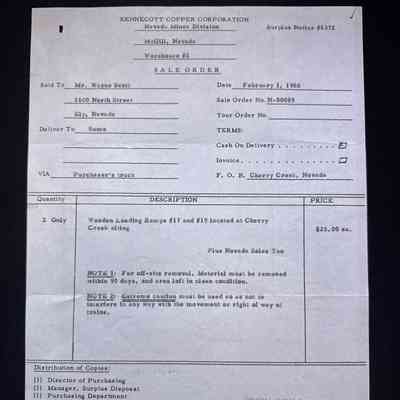 KENNECOTT COPPER CORPORATION
Nevada Mines Division
Surplus Notice #537Z
McGill, Nevada
Warehouse #1
SALE ORDER
Sold To Mr. Wayne
Date February 1, 1966
1600 North Street
Sale Order No. N-00089
Ely, Nevada
Your Order No.
Deliver To Same
TERMS:
Cash On Delivery . . . . . . . . .
Invoice . . . . . . . . . . . . . .
VIA Purchaser's truck
F. O. B. Cherry Creek, Nevada
Quantity DESCRIPTION PRICE
2 Only Wooden Loading Ramps #17 and #19 located at Cherry
Creek siding $25.00 ea.
Plus Nevada Sales Tax
NOTE 1: For off-site removal. Material must be removed
within 90 days, and area left in clean condition.
NOTE 2: Extreme caution must be used so as not to
interfere in any way with the movement or right of way of
trains.
Distribution of Copies:
(1) Director of Purchasing
(1) Manager, Surplus Disposal
(1) Purchasing Department